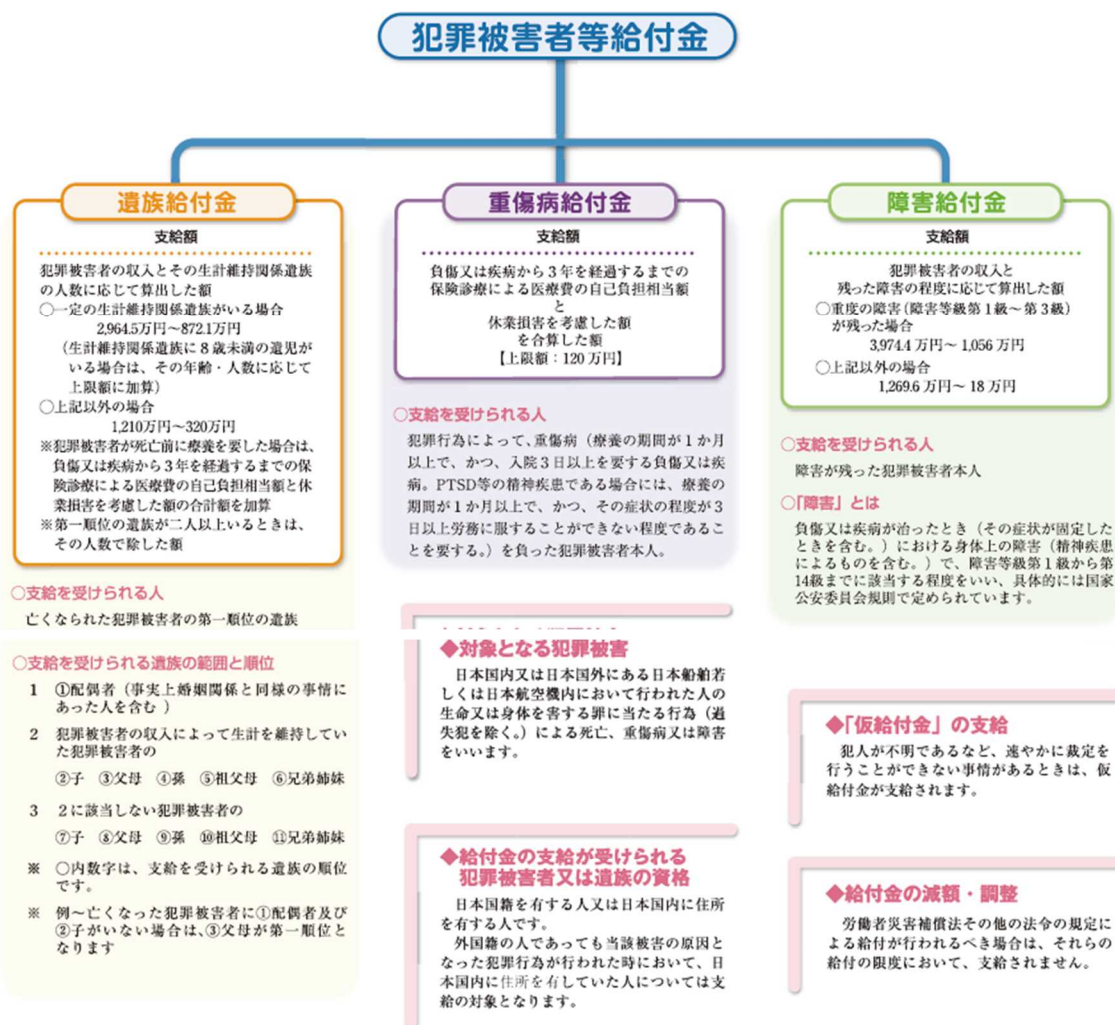 犯罪被害者等給付金
遺族給付金
支給額
犯罪被害者の収入とその生計維持関係遺族
の人数に応じて算出した額
○一定の生計維持関係遺族がいる場合
2,964.5万円～872.1万円
（生計維持関係遺族に８歳未満の遺児が
いる場合は、その年齢・人数に応じて
上限額に加算）
○上記以外の場合
1,210万円～320万円
※犯罪被害者が死亡前に療養を要した場合は、
負傷又は疾病から３年を経過するまでの保
険診療による医療費の自己負担相当額と休
業損害を考慮した額の合計額を加算
※第一順位の遺族が二人以上いるときは、
その人数で除した額
○支給を受けられる人
亡くなられた犯罪被害者の第一順位の遺族
○支給を受けられる遺族の範囲と順位
1 ①配偶者（事実上婚姻関係と同様の事情に
あった人を含む ）
2 犯罪被害者の収入によって生計を維持してい
た犯罪被害者の
②子 ③父母 ④孫 ⑤祖父母 ⑥兄弟姉妹
3 ２に該当しない犯罪被害者の
⑦子 ⑧父母 ⑨孫 ⑩祖父母 ⑪兄弟姉妹
※ ○内数字は、支給を受けられる遺族の順位
です。
※ 例～亡くなった犯罪被害者に①配偶者及び
②子がいない場合は、③父母が第一順位と
なります
重傷病給付金
支給額
負傷又は疾病から３年を経過するまでの
保険診療による医療費の自己負担相当額
と
休業損害を考慮した額
を合算した額
【上限額：120 万円】
○支給を受けられる人
犯罪行為によって、重傷病（療養の期間が１か月
以上で、かつ、入院３日以上を要する負傷又は疾
病。PTSD等の精神疾患である場合には、療養の
期間が１か月以上で、かつ、その症状の程度が３
日以上労務に服することができない程度であるこ
とを要する。）を負った犯罪被害者本人。
◆対象となる犯罪被害
日本国内又は日本国外にある日本船舶若
しくは日本航空機内において行われた人の
生命又は身体を害する罪に当たる行為（過
失犯を除く。）による死亡、重傷病又は障害
をいいます。
◆給付金の支給が受けられる
犯罪被害者又は遺族の資格
日本国籍を有する人又は日本国内に住所
を有する人です。
外国籍の人であっても当該被害の原因と
なった犯罪行為が行われた時において、日
本国内に住所を有していた人については支
給の対象となります。
障害給付金
支給額
犯罪被害者の収入と
残った障害の程度に応じて算出した額
○重度の障害（障害等級第１級～第３級）
が残った場合
3,974.4 万円～ 1,056 万円
○上記以外の場合
1,269.6 万円～ 18 万円
○支給を受けられる人
障害が残った犯罪被害者本人
○「障害」とは
負傷又は疾病が治ったとき（その症状が固定した
ときを含む。）における身体上の障害（精神疾患
によるものを含む。）で、障害等級第１級から第
14級までに該当する程度をいい、具体的には国家
公安委員会規則で定められています。
◆「仮給付金」の支給
犯人が不明であるなど、速やかに裁定を
行うことができない事情があるときは、仮
給付金が支給されます。
◆給付金の減額・調整
労働者災害補償法その他の法令の規定に
よる給付が行われるべき場合は、それらの
給付の限度において、支給されません。